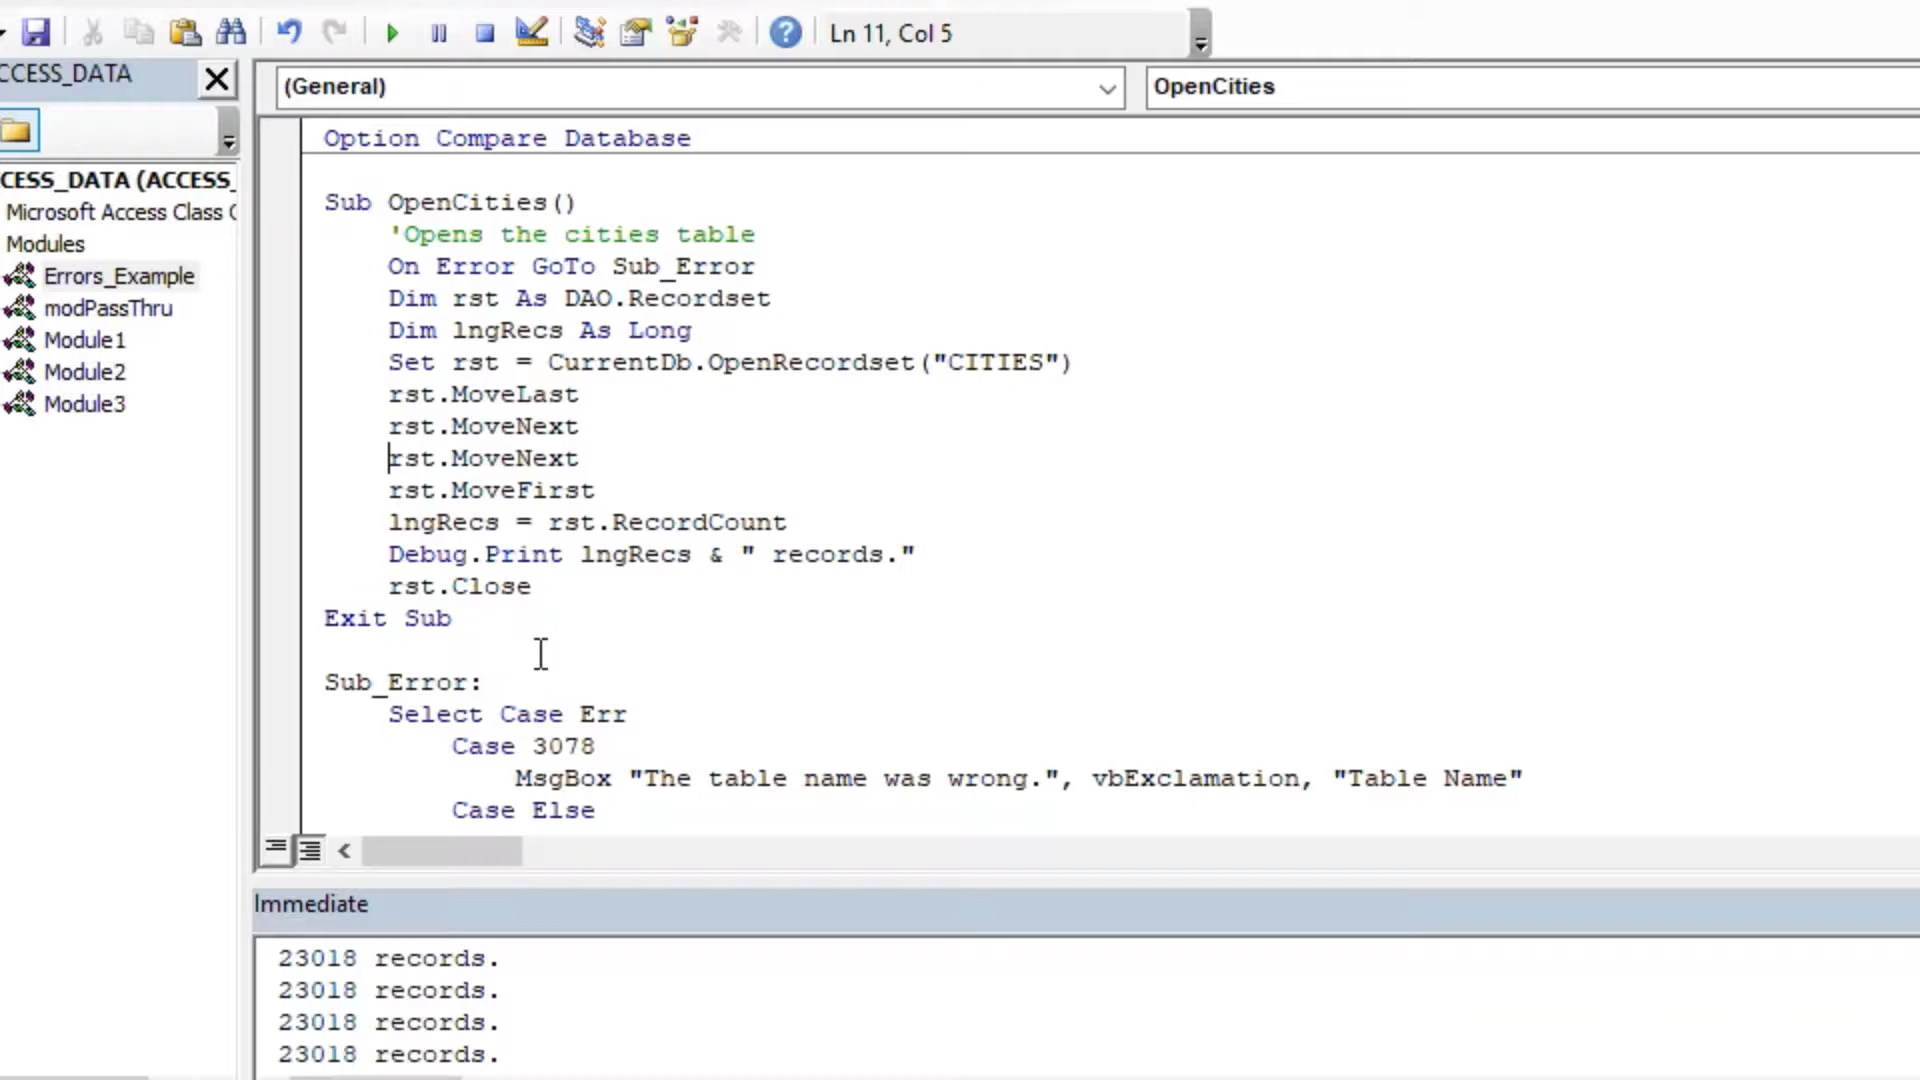 Ln 11, Col 5
CCESS_DATA
(General)
OpenCities
CESS_DATA (ACCESS_
Microsoft Access Class
Modules
Errors_Example
modPassThru
Module1
Module2
Module3
Option Compare Database
Sub OpenCities()
'Opens the cities table
On Error GoTo Sub_Error
Dim rst As DAO.Recordset
Dim lngRecs As Long
Set rst = CurrentDb.OpenRecordset("CITIES")
rst.MoveLast
rst.MoveNext
rst.MoveNext
rst.MoveFirst
lngRecs = rst.RecordCount
Debug.Print lngRecs & " records."
rst.Close
Exit Sub
Sub_Error:
Select Case Err
Case 3078
MsgBox "The table name was wrong.", vbExclamation, "Table Name"
Case Else
Immediate
23018 records.
23018 records.
23018 records.
23018 records.